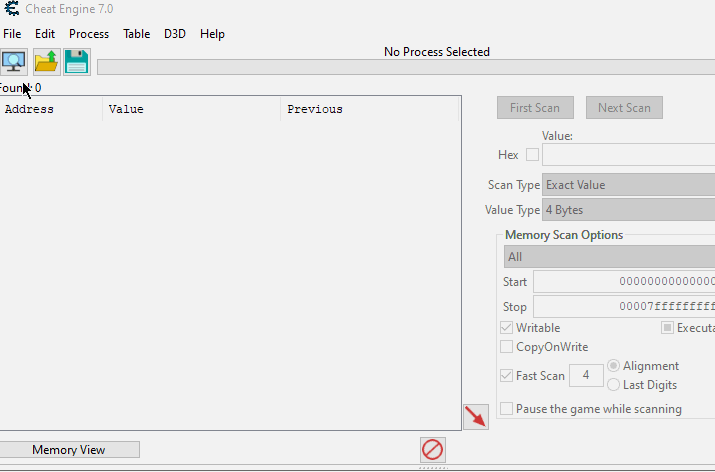 Cheat Engine 7.0
File Edit Process Table D3D Help
No Process Selected
Found: 0
Address Value Previous
First Scan Next Scan
Value:
Hex
Scan Type Exact Value
Value Type 4 Bytes
Memory Scan Options
All
Start 00000000000000
Stop 00007fffffffff
Writable Executa
CopyOnWrite
Fast Scan 4 Alignment
Last Digits
Pause the game while scanning
Memory View